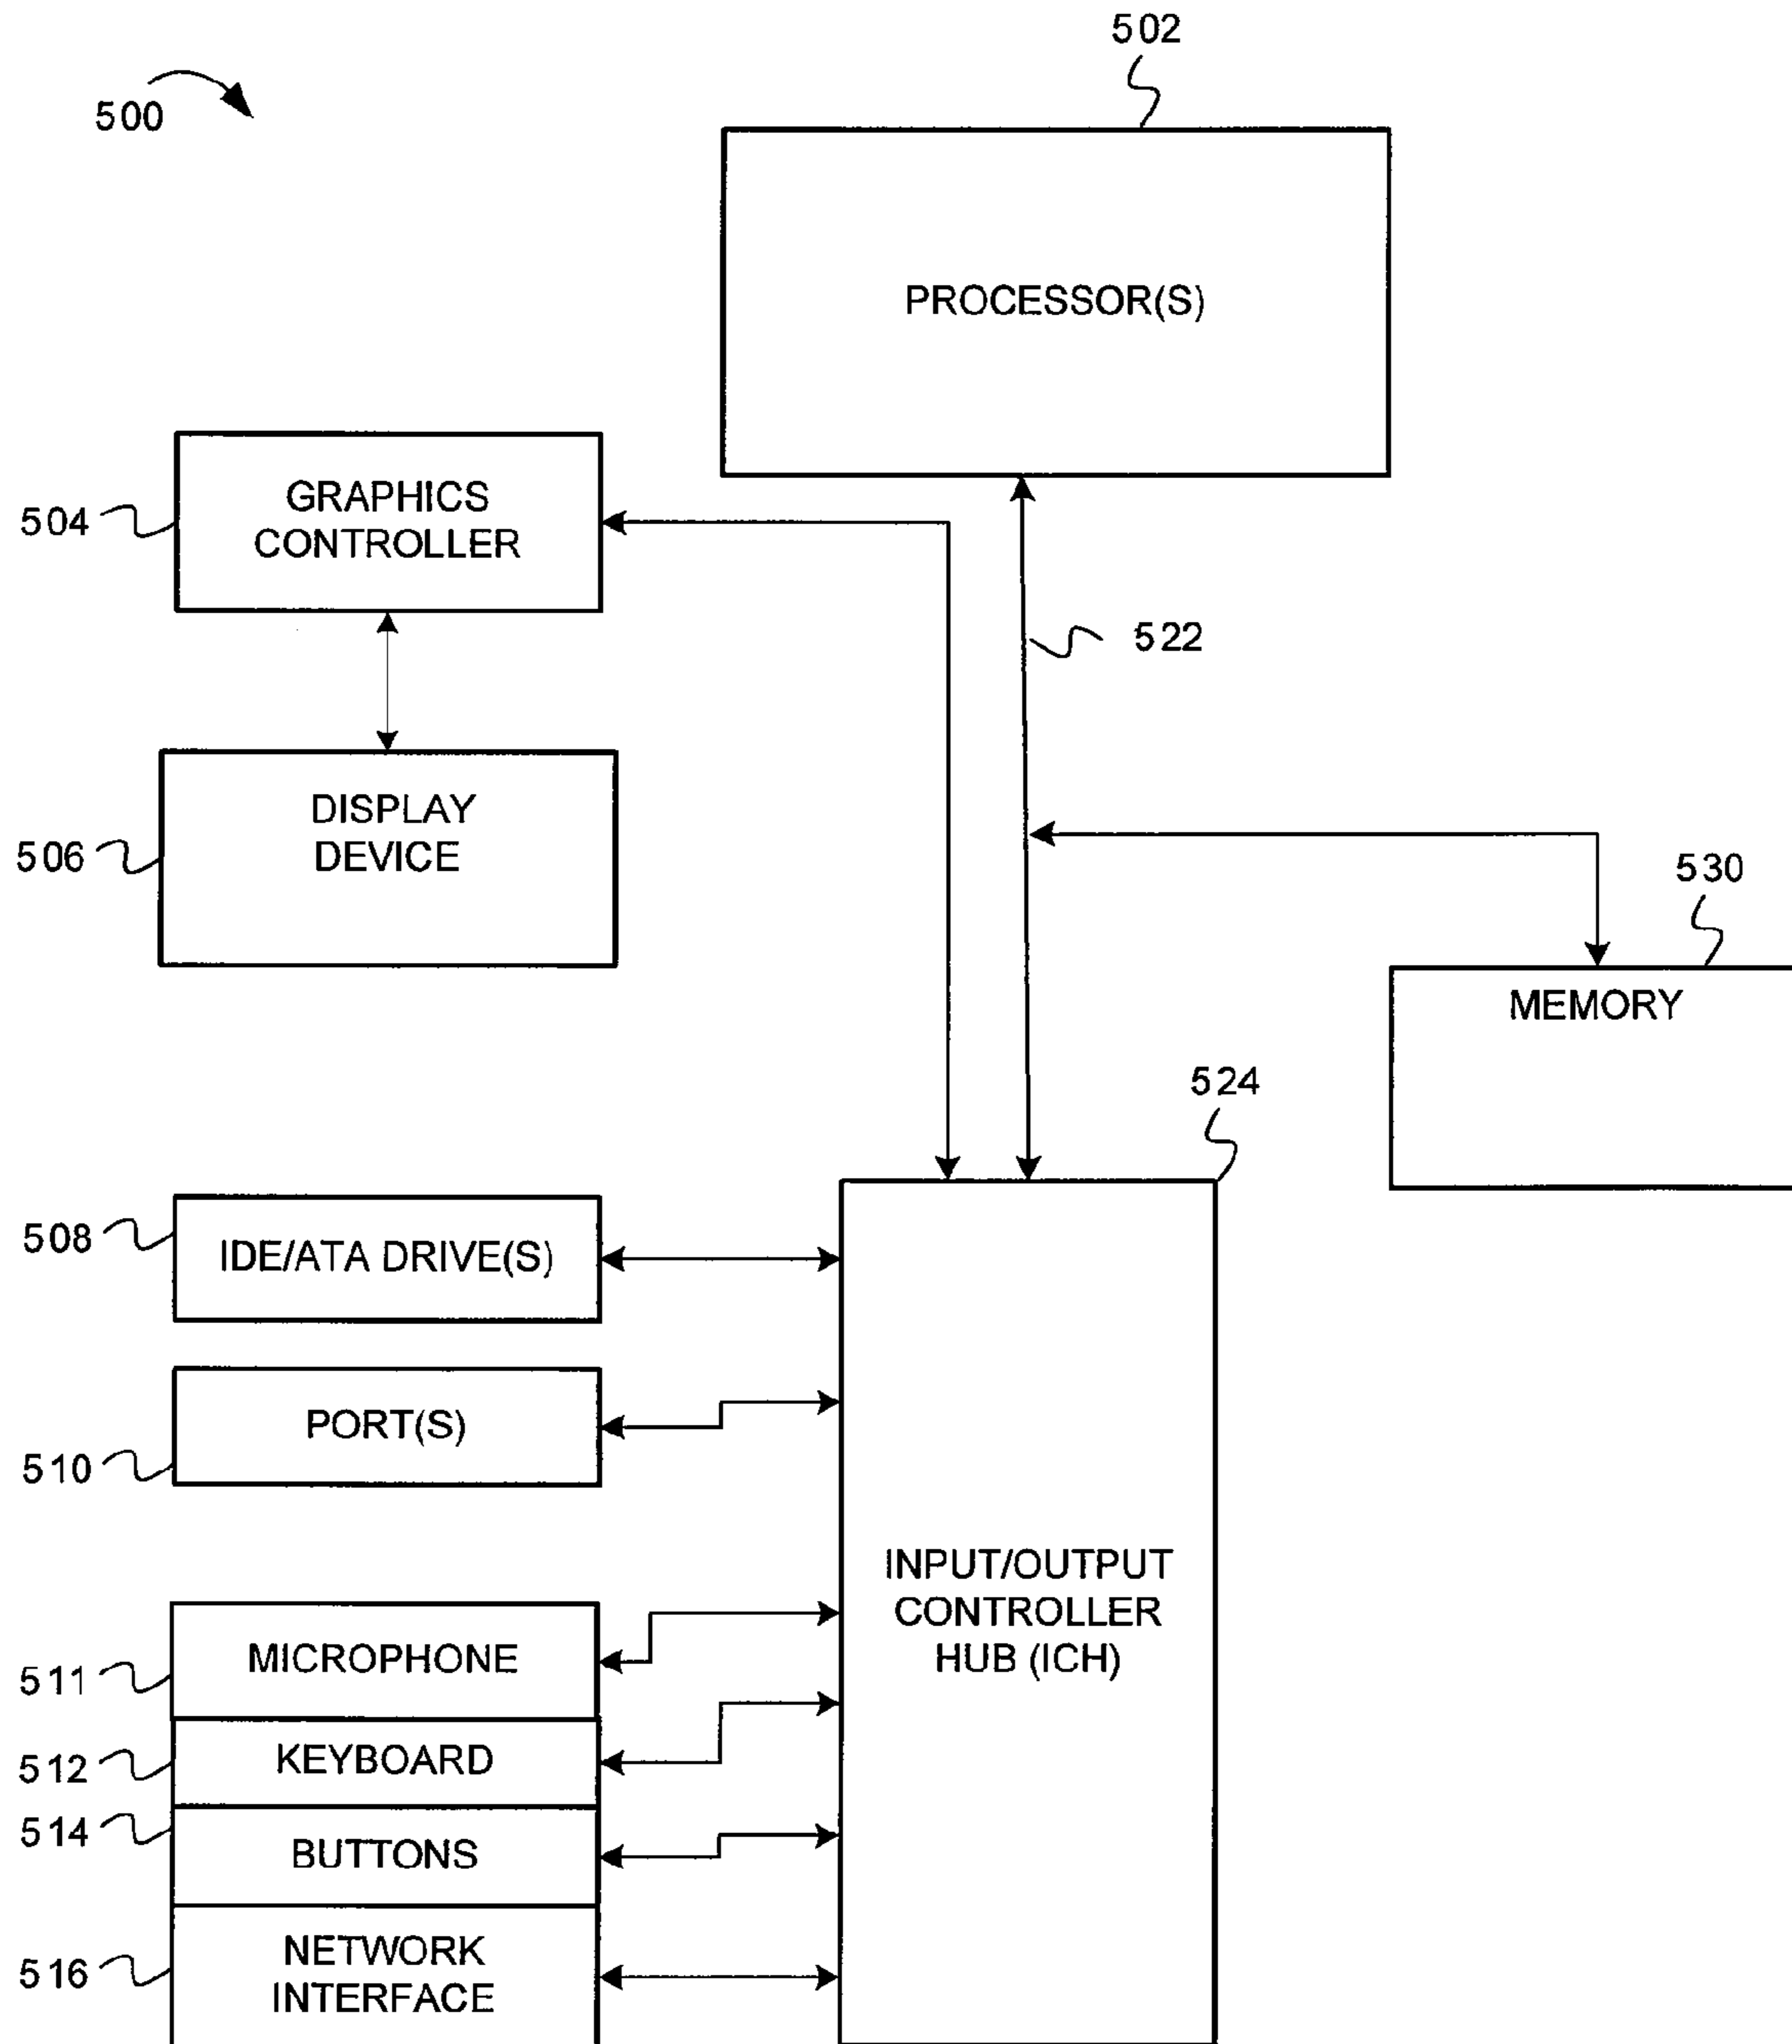 502
500
PROCESSOR(S)
504
GRAPHICS
CONTROLLER
522
506
DISPLAY
DEVICE
530
MEMORY
524
508
IDE/ATA DRIVE(S)
PORT(S)
510
INPUT/OUTPUT
CONTROLLER
HUB (ICH)
MICROPHONE
511
KEYBOARD
512
514
BUTTONS
NETWORK
INTERFACE
516